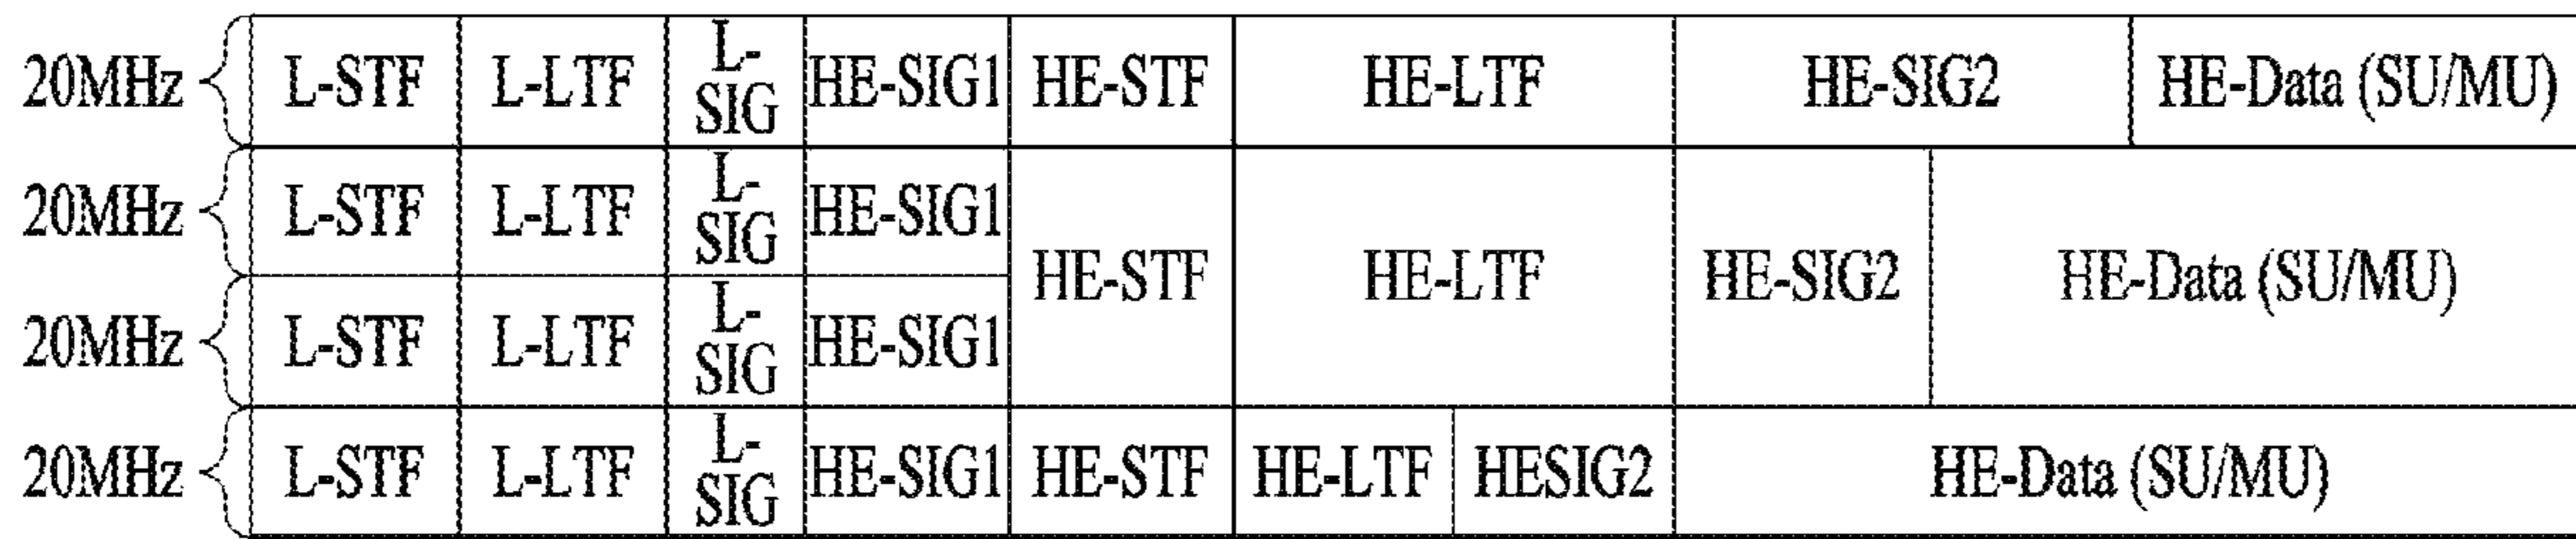 20MHz L-STF L-LTF L-SIG HE-SIG1 HE-STF HE-LTF HE-SIG2 HE-Data (SU/MU)
20MHz L-STF L-LTF L-SIG HE-SIG1
HE-STF HE-LTF HE-SIG2 HE-Data (SU/MU)
20MHz L-STF L-LTF L-SIG HE-SIG1
20MHz L-STF L-LTF L-SIG HE-SIG1 HE-STF HE-LTF HESIG2 HE-Data (SU/MU)